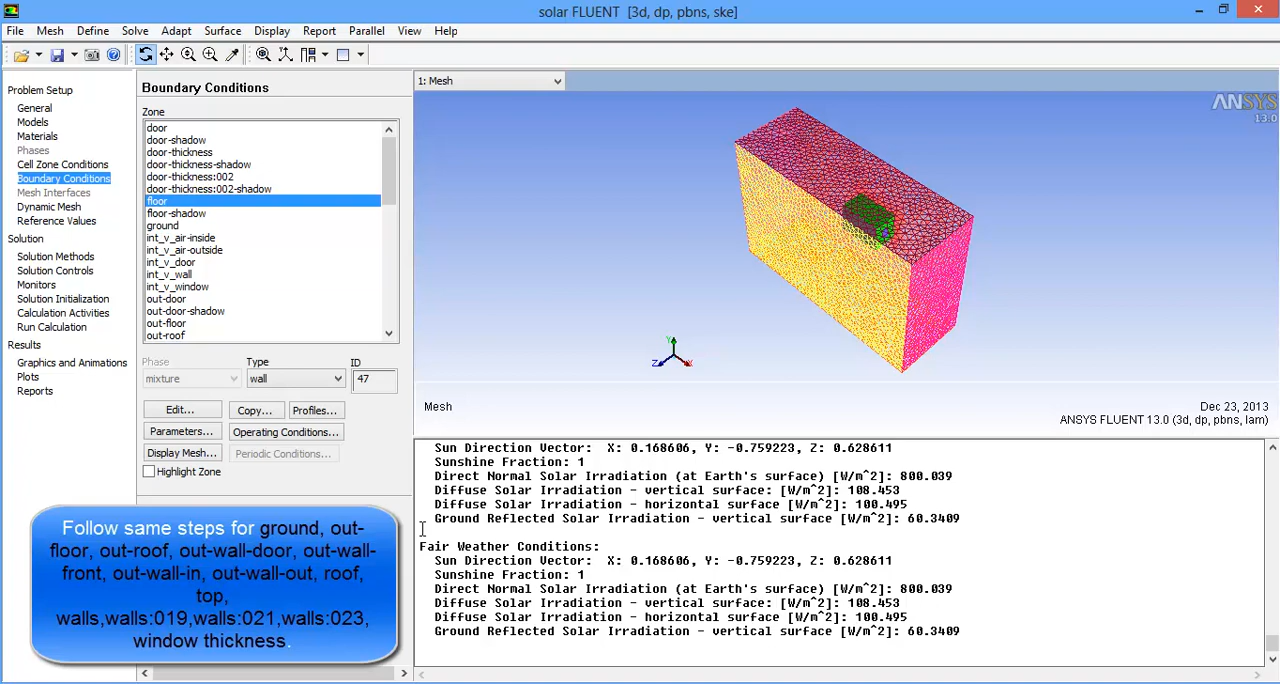 solar FLUENT [3d, dp, pbns, ske]
File Mesh Define Solve Adapt Surface Display Report Parallel View Help
Problem Setup
General
Models
Materials
Phases
Cell Zone Conditions
Boundary Conditions
Mesh Interfaces
Dynamic Mesh
Reference Values
Solution
Solution Methods
Solution Controls
Monitors
Solution Initialization
Calculation Activities
Run Calculation
Results
Graphics and Animations
Plots
Reports
Boundary Conditions
Zone
door
door-shadow
door-thickness
door-thickness-shadow
door-thickness:002
door-thickness:002-shadow
floor
floor-shadow
ground
int_v_air-inside
int_v_air-outside
int_v_door
int_v_wall
int_v_window
out-door
out-door-shadow
out-floor
out-roof
Phase Type ID
mixture wall 47
Edit... Copy... Profiles...
Parameters... Operating Conditions...
Display Mesh... Periodic Conditions...
Highlight Zone
Follow same steps for ground, out-
floor, out-roof, out-wall-door, out-wall-
front, out-wall-in, out-wall-out, roof,
top,
walls,walls:019,walls:021,walls:023,
window thickness.
1: Mesh
ANSYS
13.0
Z Y X
Mesh
Dec 23, 2013
ANSYS FLUENT 13.0 (3d, dp, pbns, lam)
Sun Direction Vector: X: 0.168606, Y: -0.759223, Z: 0.628611
Sunshine Fraction: 1
Direct Normal Solar Irradiation (at Earth's surface) [W/m^2]: 800.039
Diffuse Solar Irradiation - vertical surface: [W/m^2]: 108.453
Diffuse Solar Irradiation - horizontal surface [W/m^2]: 100.495
Ground Reflected Solar Irradiation - vertical surface [W/m^2]: 60.3409
Fair Weather Conditions:
Sun Direction Vector: X: 0.168606, Y: -0.759223, Z: 0.628611
Sunshine Fraction: 1
Direct Normal Solar Irradiation (at Earth's surface) [W/m^2]: 800.039
Diffuse Solar Irradiation - vertical surface: [W/m^2]: 108.453
Diffuse Solar Irradiation - horizontal surface [W/m^2]: 100.495
Ground Reflected Solar Irradiation - vertical surface [W/m^2]: 60.3409